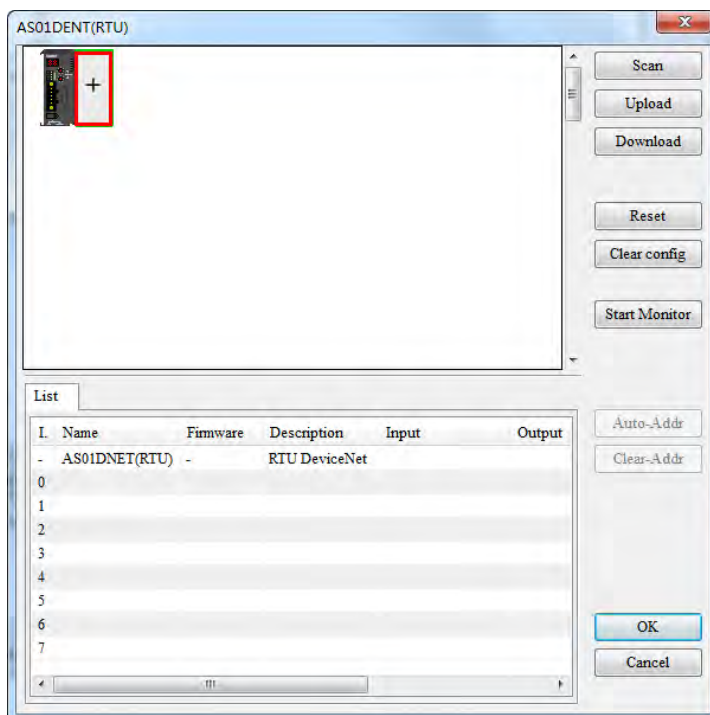 AS01DENT(RTU)
+
Scan
Upload
Download
Reset
Clear config
Start Monitor
List
I. Name Firmware Description Input Output
- AS01DNET(RTU) - RTU DeviceNet
0
1
2
3
4
5
6
7
Auto-Addr
Clear-Addr
OK
Cancel